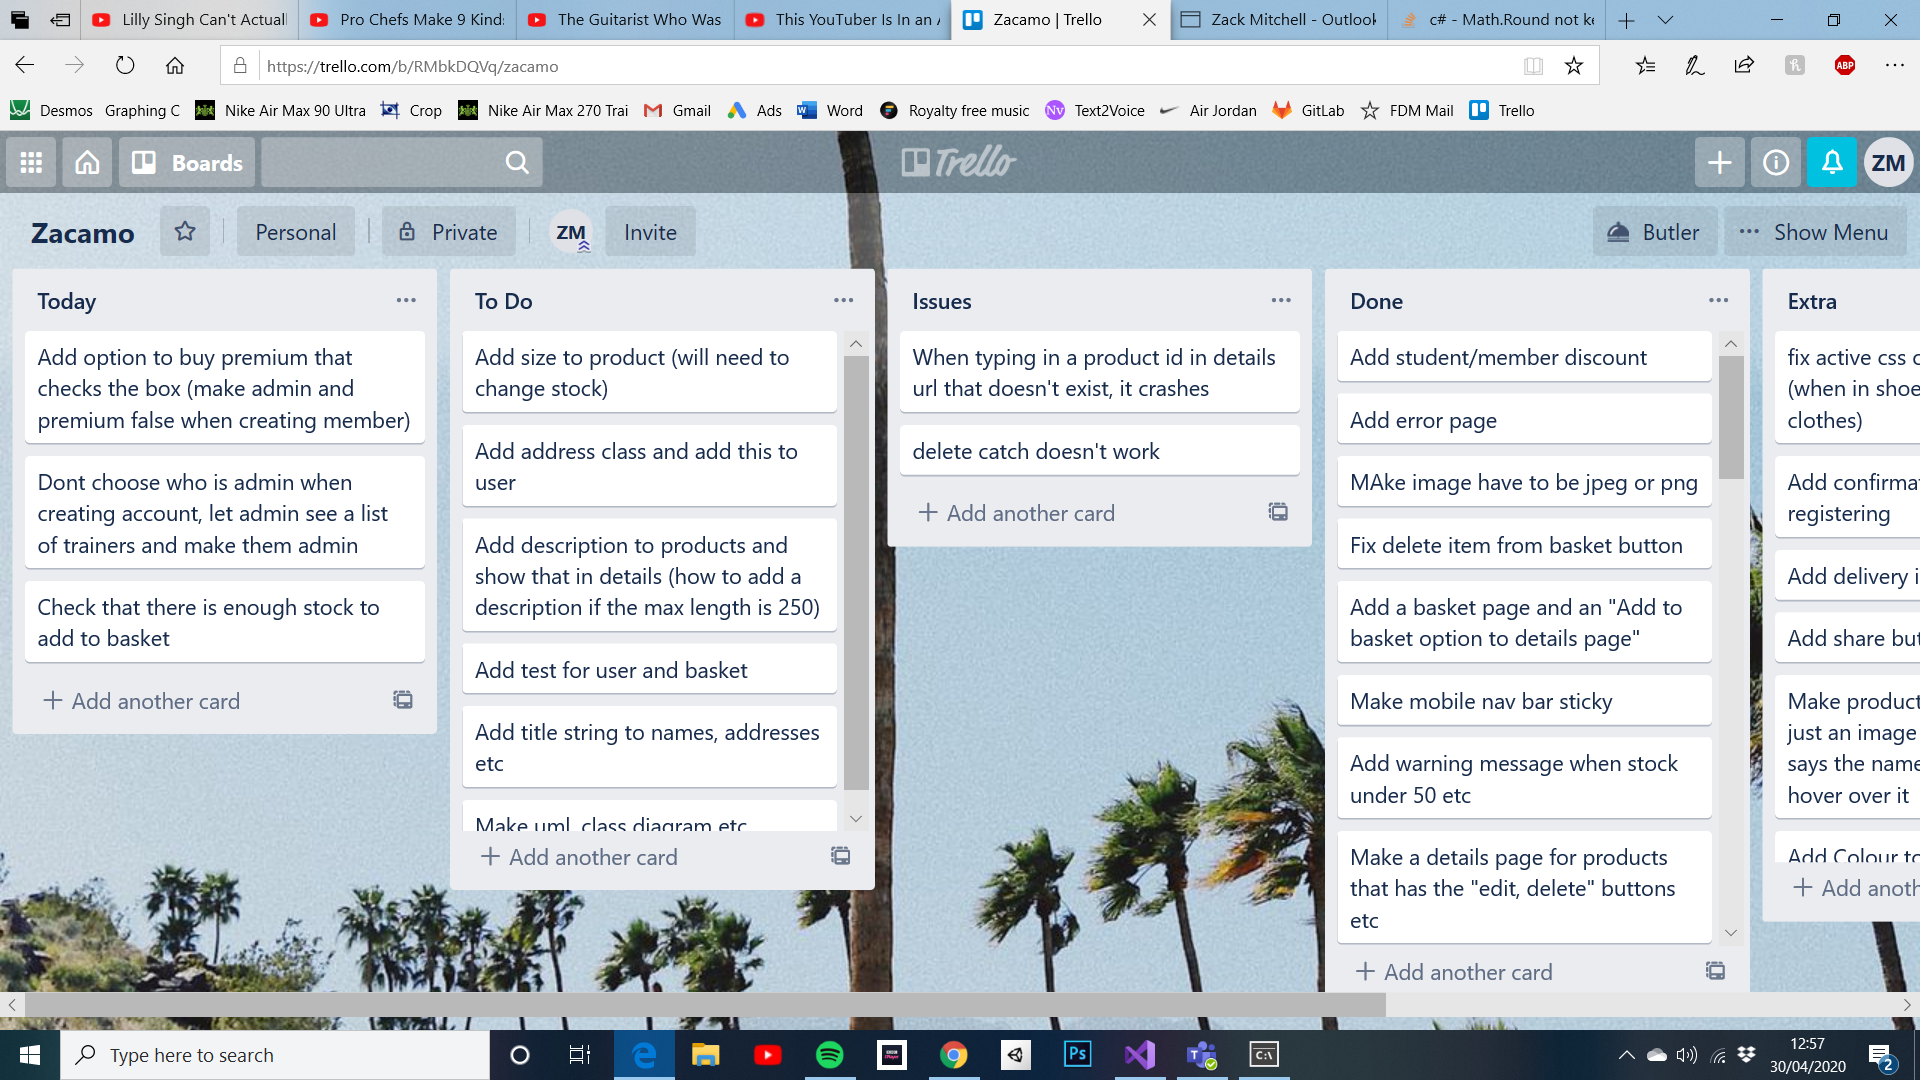 Lilly Singh Can't Actuall
Pro Chefs Make 9 Kinds
The Guitarist Who Was
This YouTuber Is In an A
Zacamo | Trello
Zack Mitchell - Outlook
c# - Math.Round not ke
https://trello.com/b/RMbkDQVq/zacamo
ABP
Desmos Graphing C
Nike Air Max 90 Ultra
Crop
Nike Air Max 270 Trai
Gmail
Ads
Word
Royalty free music
Nv
Text2Voice
Air Jordan
GitLab
FDM Mail
Trello
Boards
Trello
ZM
Zacamo
Personal
Private
ZM
Invite
Butler
Show Menu
Today
Add option to buy premium that
checks the box (make admin and
premium false when creating member)
Dont choose who is admin when
creating account, let admin see a list
of trainers and make them admin
Check that there is enough stock to
add to basket
Add another card
To Do
Add size to product (will need to
change stock)
Add address class and add this to
user
Add description to products and
show that in details (how to add a
description if the max length is 250)
Add test for user and basket
Add title string to names, addresses
etc
Make uml, class diagram etc
Add another card
Issues
When typing in a product id in details
url that doesn't exist, it crashes
delete catch doesn't work
Add another card
Done
Add student/member discount
Add error page
MAke image have to be jpeg or png
Fix delete item from basket button
Add a basket page and an "Add to
basket option to details page"
Make mobile nav bar sticky
Add warning message when stock
under 50 etc
Make a details page for products
that has the "edit, delete" buttons
etc
Add another card
Extra
fix active css c
(when in shoe
clothes)
Add confirma
registering
Add delivery i
Add share but
Make product
just an image
says the name
hover over it
Add Colour to
Add anoth
Type here to search
Ps
C:\
12:57
30/04/2020
2